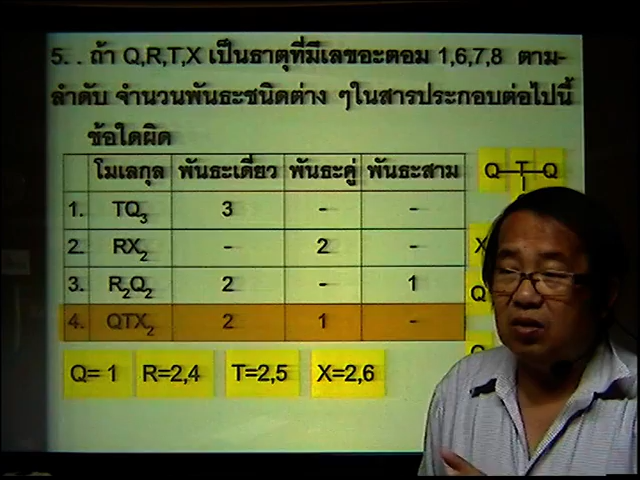 5. . ถ้า Q,R,T,X เป็นธาตุที่มีเลขอะตอม 1,6,7,8 ตาม-
ลำดับ จำนวนพันธะชนิดต่าง ๆในสารประกอบต่อไปนี้
ข้อใดผิด
โมเลกุล พันธะเดี่ยว พันธะคู่ พันธะสาม
1. TQ3 3 - -
2. RX2 - 2 -
3. R2Q2 2 - 1
4. QTX2 2 1 -
Q= 1 R=2,4 T=2,5 X=2,6
Q T Q
X
Q
Q